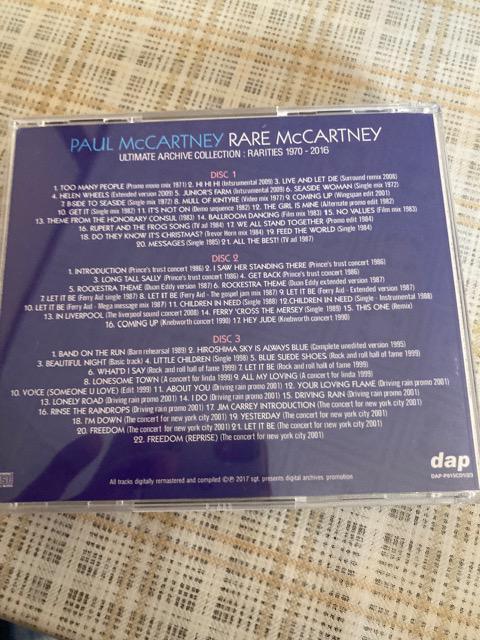 PAUL McCARTNEY RARE McCARTNEY
ULTIMATE ARCHIVE COLLECTION : RARITIES 1970 - 2016
DISC 1
1. TOO MANY PEOPLE (Promo mono mix 1971) 2. HI HI HI (Instrumental 2009) 3. LIVE AND LET DIE (Surround remix 2008)
4. HELEN WHEELS (Extended version 2009) 5. JUNIOR'S FARM (Instrumental 2009) 6. SEASIDE WOMAN (Single mix 1972)
7. B-SIDE TO SEASIDE (Single mix 1972) 8. MULL OF KINTYRE (Video mix 1977) 9. COMING UP (Wingspan edit 2001)
10. GET IT (Single mix 1982) 11. IT'S NOT ON (Demo sequence 1982) 12. THE GIRL IS MINE (Alternate promo edit 1982)
13. THEME FROM THE HONORARY CONSUL (1983) 14. BALLROOM DANCING (Film mix 1983) 15. NO VALUES (Film mix 1983)
16. RUPERT AND THE FROG SONG (TV ad 1984) 17. WE ALL STAND TOGETHER (Promo edit 1984)
18. DO THEY KNOW IT'S CHRISTMAS? (Trevor Horn mix 1984) 19. FEED THE WORLD (Single 1984)
20. MESSAGES (Single 1985) 21. ALL THE BEST! (TV ad 1987)
DISC 2
1. INTRODUCTION (Prince's trust concert 1986) 2. I SAW HER STANDING THERE (Prince's trust concert 1986)
3. LONG TALL SALLY (Prince's trust concert 1986) 4. GET BACK (Prince's trust concert 1986)
5. ROCKESTRA THEME (Duan Eddy version 1987) 6. ROCKESTRA THEME (Duan Eddy extended version 1987)
7. LET IT BE (Ferry Aid single 1987) 8. LET IT BE (Ferry Aid - The gospel jam mix 1987) 9. LET IT BE (Ferry Aid - Extended version 1987)
10. LET IT BE (Ferry Aid - Mega message mix 1987) 11. CHILDREN IN NEED (Single 1988) 12. CHILDREN IN NEED (Single - Instrumental 1988)
13. IN LIVERPOOL (The liverpool sound concert 2008) 14. FERRY 'CROSS THE MERSEY (Single 1989) 15. THIS ONE (Remix)
16. COMING UP (Knebworth concert 1990) 17. HEY JUDE (Knebworth concert 1990)
DISC 3
1. BAND ON THE RUN (Barn rehearsal 1989) 2. HIROSHIMA SKY IS ALWAYS BLUE (Complete unedited version 1995)
3. BEAUTIFUL NIGHT (Basic track) 4. LITTLE CHILDREN (Single 1998) 5. BLUE SUEDE SHOES (Rock and roll hall of fame 1999)
6. WHAT'D I SAY (Rock and roll hall of fame 1999) 7. LET IT BE (Rock and roll hall of fame 1999)
8. LONESOME TOWN (A concert for linda 1999) 9. ALL MY LOVING (A concert for linda 1999)
10. VO!CE (SOMEONE U LOVE) (Edit 1999) 11. ABOUT YOU (Driving rain promo 2001) 12. YOUR LOVING FLAME (Driving rain promo 2001)
13. LONELY ROAD (Driving rain promo 2001) 14. I DO (Driving rain promo 2001) 15. DRIVING RAIN (Driving rain promo 2001)
16. RINSE THE RAINDROPS (Driving rain promo 2001) 17. JIM CARREY INTRODUCTION (The concert for new york city 2001)
18. I'M DOWN (The concert for new york city 2001) 19. YESTERDAY (The concert for new york city 2001)
20. FREEDOM (The concert for new york city 2001) 21. LET IT BE (The concert for new york city 2001)
22. FREEDOM (REPRISE) (The concert for new york city 2001)
dap
DAP-P015CD1/2/3
All tracks digitally remastered and compiled ©℗ 2017 sgt. presents digital archives promotion